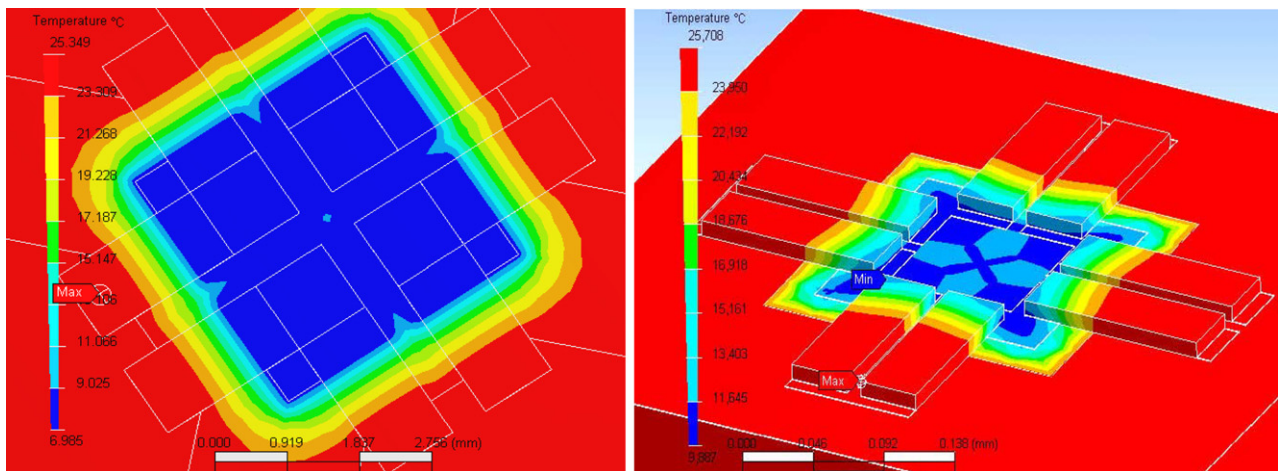 Temperature °C
25.349
23.309
21.268
19.228
17.187
15.147
Max
11.066
9.025
6.985
0.000 0.919 1.837 2.756 (mm)
Temperature °C
25,708
23,950
22,192
20,434
18,676
16,918
15,161
13,403
11,645
9,887
Min
Max
0.000 0.046 0.092 0.138 (mm)